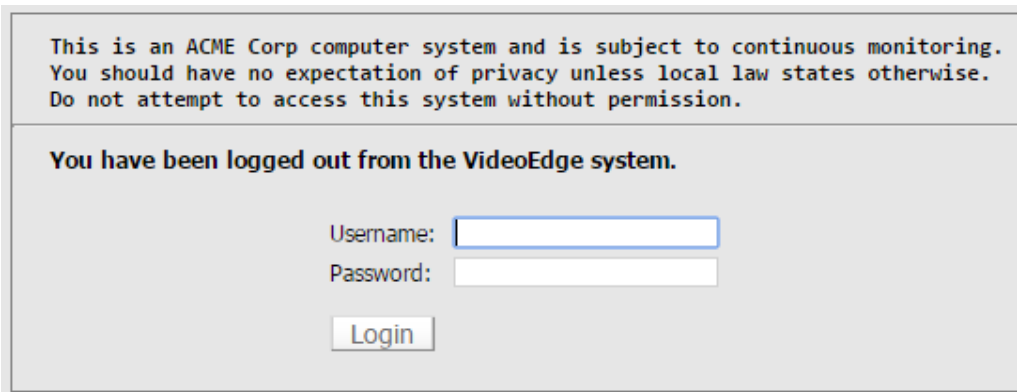 This is an ACME Corp computer system and is subject to continuous monitoring.
You should have no expectation of privacy unless local law states otherwise.
Do not attempt to access this system without permission.
You have been logged out from the VideoEdge system.
Username:
Password:
Login